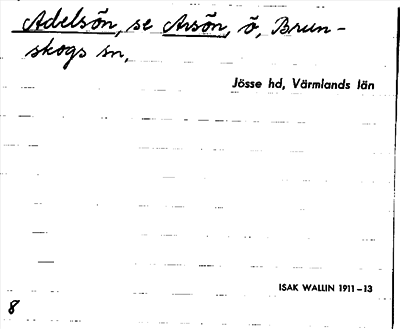 Adelsön, se Arsön, ö, Brun-
skogs sn,
Jösse hd, Värmlands län
ISAK WALLIN 1911-13
8